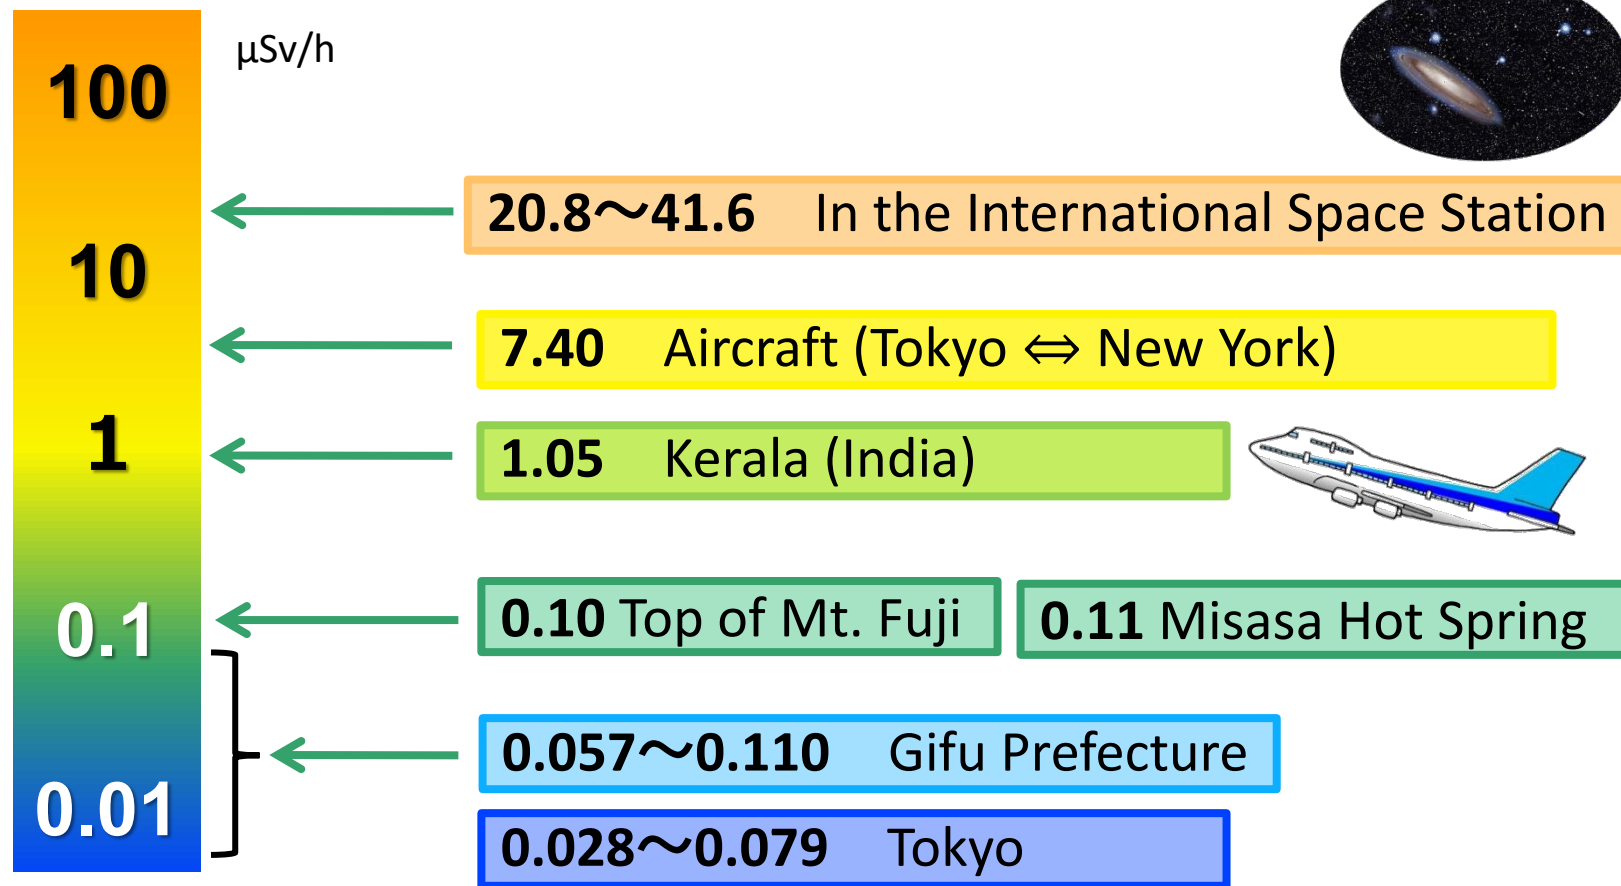 μSv/h
100
20.8～41.6 In the International Space Station
10
7.40 Aircraft (Tokyo ⇔ New York)
1
1.05 Kerala (India)
0.1
0.10 Top of Mt. Fuji
0.11 Misasa Hot Spring
0.057～0.110 Gifu Prefecture
0.01
0.028～0.079 Tokyo